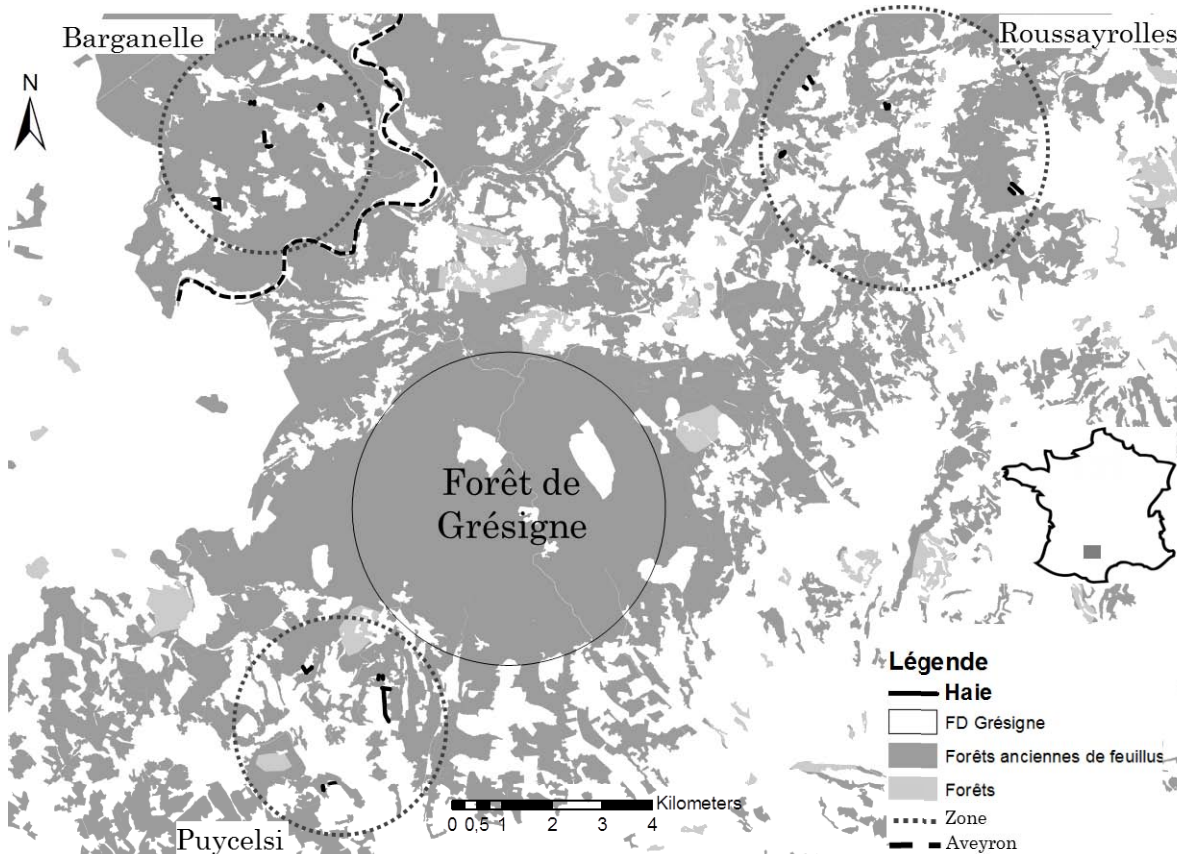 Barganelle
Roussayrolles
N
Forêt de
Grésigne
Puycelsi
Kilometers
0 0,5 1 2 3 4
Légende
Haie
FD Grésigne
Forêts anciennes de feuillus
Forêts
Zone
Aveyron